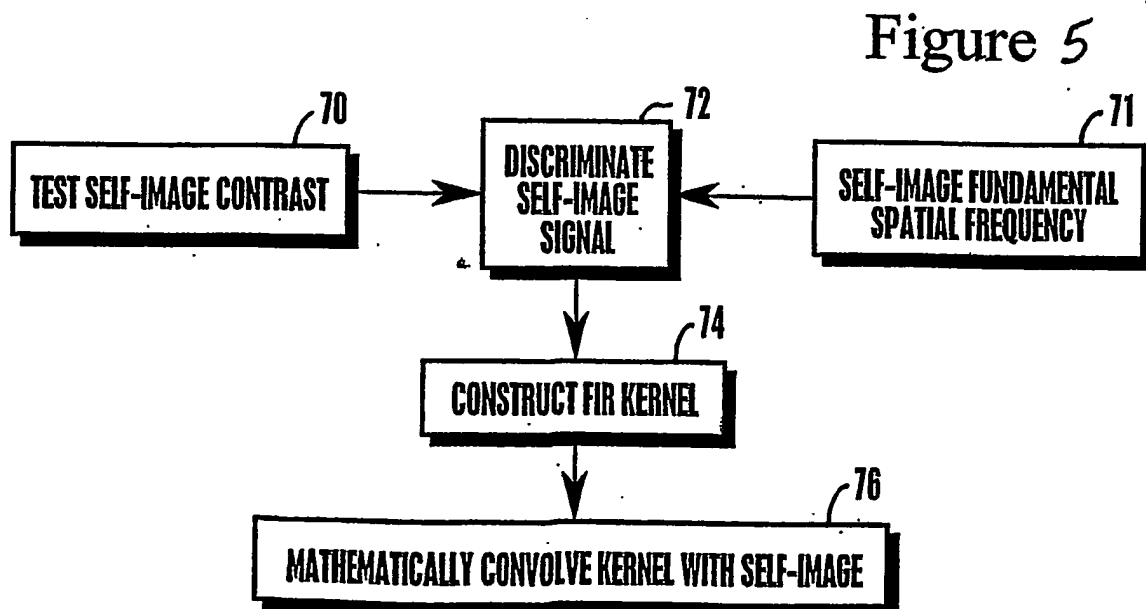 Figure 5
70
72
71
TEST SELF-IMAGE CONTRAST
DISCRIMINATE
SELF-IMAGE
SIGNAL
SELF-IMAGE FUNDAMENTAL
SPATIAL FREQUENCY
74
CONSTRUCT FIR KERNEL
76
MATHEMATICALLY CONVOLVE KERNEL WITH SELF-IMAGE